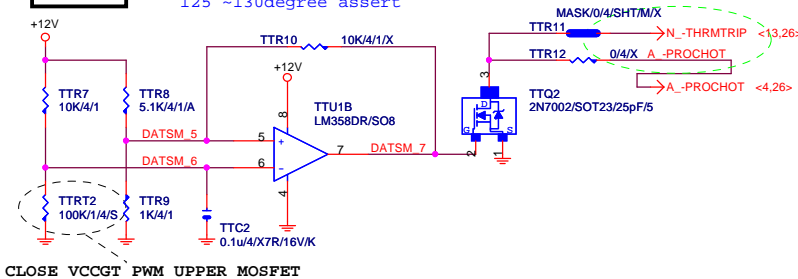 125 ~130degree assert
+12V
TTR7
10K/4/1
TTR8
5.1K/4/1/A
TTR10
10K/4/1/X
+12V
TTU1B
LM358DR/SO8
DATSM_5
DATSM_6
DATSM_7
5
6
7
8
4
+
-
TTRT2
100K/1/4/S
TTR9
1K/4/1
TTC2
0.1u/4/X7R/16V/K
CLOSE VCCGT PWM UPPER MOSFET
MASK/0/4/SHT/M/X
TTR11
N_-THRMTRIP <13,26>
TTR12
0/4/X
A_-PROCHOT
A_-PROCHOT <4,26>
3
TTQ2
2N7002/SOT23/25pF/5
D
G
S
2
1